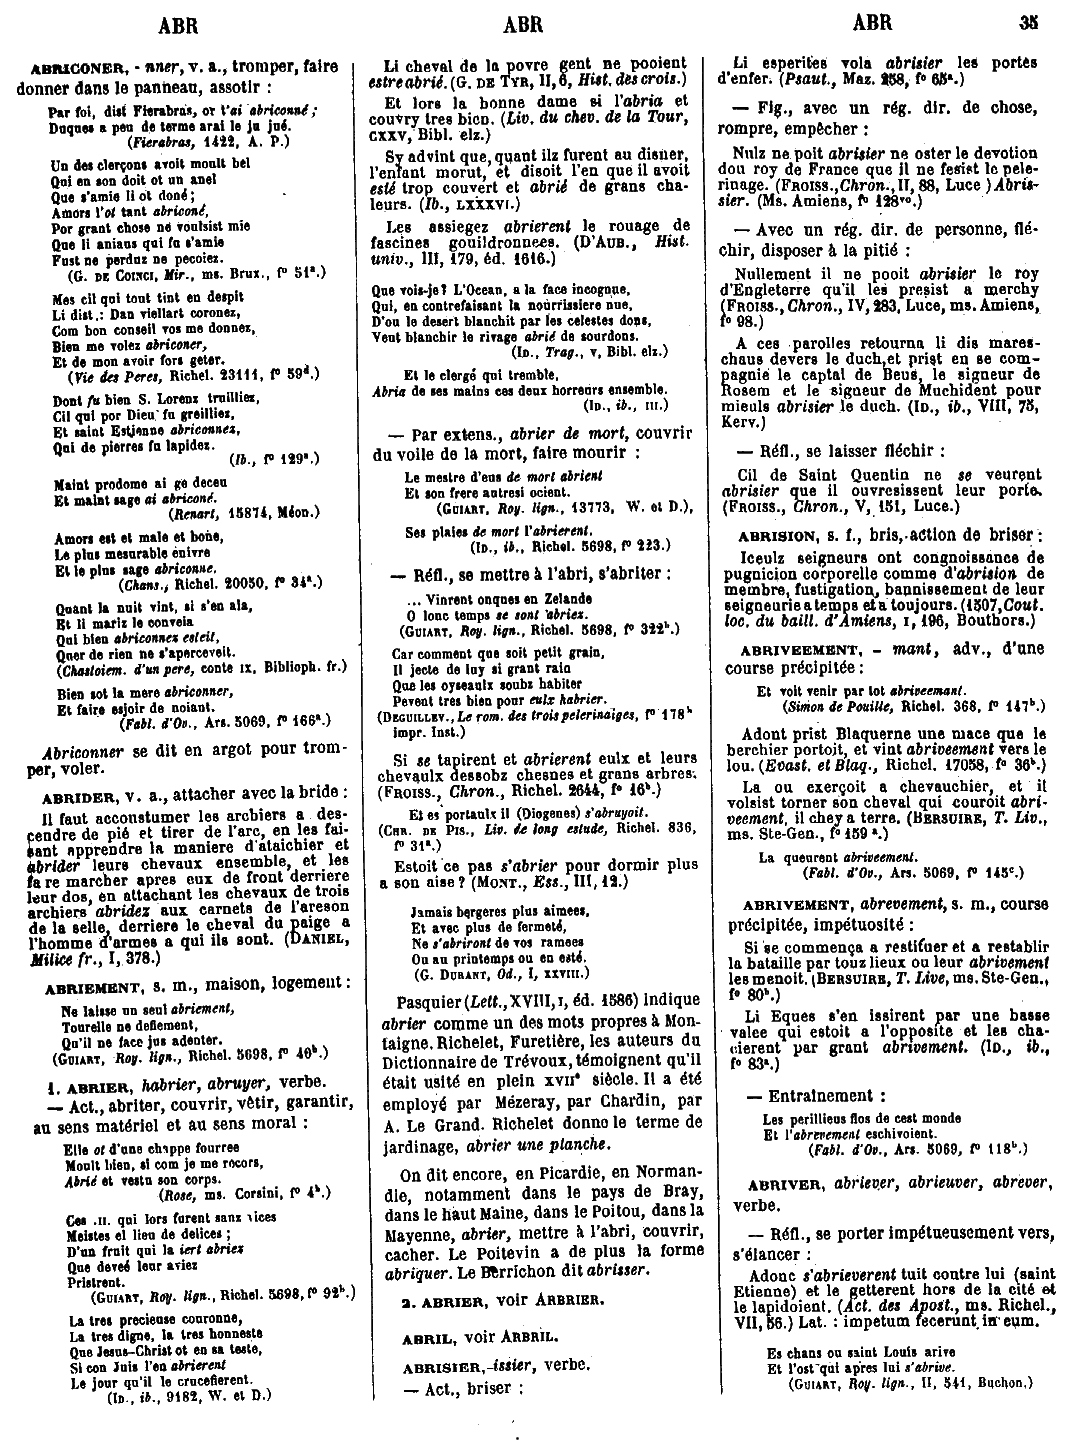 ABR
ABR
ABR 35
ABRICONER, - nner, v. a., tromper, faire
donner dans le panneau, assotir :
Par foi, dist Fierabras, or t'ai abriconné ;
Duques a peu de terme arai le ju jué.
(Fierabras, 1422, A. P.)
Un des clerçons avoit moult bel
Qui en son doit ot un anel
Que s'amie li ot doné ;
Amors l'ot tant abriconé,
Por grant chose ne voulsist mie
Que li aniaus qui fu s'amie
Fust ne perduz ne peçoiez.
(G. DE COINCI, Mir., ms. Brux., f° 51ª.)
Mes cil qui tout tint en despit
Li dist : Dan viellart coronez,
Com bon conseil vos me donnez,
Bien me volez abriconer,
Et de mon avoir fors geter.
(Vie des Peres, Richel. 23111, f° 59ᵈ.)
Dont fu bien S. Lorenz truilliez,
Cil qui por Dieu fu greilliez,
Et saint Estienne abriconnez,
Qui de pierres fu lapidez.
(Ib., f° 129ª.)
Maint prodome ai ge deceu
Et maint sage ai abriconé.
(Renart, 15874, Méon.)
Amors est et male et bone,
Le plus mesurable enivre
Et le plus sage abriconne.
(Chans., Richel. 20050, f° 34ª.)
Quant la nuit vint, si s'en ala,
Et li mariz le convoia
Qui bien abriconnez esteit,
Quer de rien ne s'aperceveit.
(Chastoiem. d'un pere, conte IX, Biblioph. fr.)
Bien sot la mere abriconner,
Et faire esjoir de noiant.
(Fabl. d'Ov., Ars. 5069, f° 166ª.)
Abriconner se dit en argot pour trom-
per, voler.
ABRIDER, v. a., attacher avec la bride :
Il faut acconstumer les archiers a des-
cendre de pié et tirer de l'arc, en les fai-
sant apprendre la maniere d'ataichier et
abrider leurs chevaux ensemble, et les
fa re marcher apres eux de front derriere
leur dos, en attachant les chevaux de trois
archiers abridez aux carnets de l'areson
de la selle, derriere le cheval du paige a
l'homme d'armes a qui ils sont. (DANIEL,
Milice fr., I, 378.)
ABRIEMENT, s. m., maison, logement :
Ne laisse un seul abriement,
Tourelle ne defiement,
Qu'il ne face jus adenter.
(GUIART, Roy. lign., Richel. 5698, f° 40ᵇ.)
1. ABRIER, habrier, abruyer, verbe.
— Act., abriter, couvrir, vêtir, garantir,
au sens matériel et au sens moral :
Elle ot d'une chappe fourree
Moult bien, si com je me recors,
Abrié et vestu son corps.
(Rose, ms. Corsini, f° 4ᵇ.)
Ces .II. qui lors furent sanz vices
Meistes el lieu de delices ;
D'un fruit qui la iert abriez
Que deveé leur aviez
Pristrent.
(GUIART, Roy. lign., Richel. 5698, f° 92ᵇ.)
La tres precieuse couronne,
La tres digne, la tres honneste
Que Jesus-Christ ot en sa teste,
Si con Juis l'en abrierent
Le jour qu'il le crucefierent.
(ID., ib., 9182, W. et D.)
Li cheval de la povre gent ne pooient
estre abrié. (G. DE TYR, II, 6, Hist. des crois.)
Et lors la bonne dame si l'abria et
couvry tres bien. (Liv. du chev. de la Tour,
CXXV, Bibl. elz.)
Sy advint que, quant ilz furent au disner,
l'enfant morut, et disoit l'en que il avoit
esté trop couvert et abrié de grans cha-
leurs. (Ib., LXXXVI.)
Les assiegez abrierent le rouage de
fascines gouildronnees. (D'AUB., Hist.
univ., III, 179, éd. 1616.)
Que vois-je? L'Ocean, a la face incogneue,
Qui, en contrefaisant la nourrissiere nue,
D'ou le desert blanchit par les celestes dons,
Veut blanchir le rivage abrié de sourdons.
(ID., Trag., V, Bibl. elz.)
Et le clergé qui tremble,
Abria de ses mains ces deux horreurs ensemble.
(ID., ib., III.)
— Par extens., abrier de mort, couvrir
du voile de la mort, faire mourir :
Le mestre d'eus de mort abrient
Et son frere autresi ocient.
(GUIART, Roy. lign., 13773, W. et D.),
Ses plaies de mort l'abrierent.
(ID., ib., Richel. 5698, f° 223.)
— Réfl., se mettre à l'abri, s'abriter :
... Vinrent onques en Zelande
O lonc temps se sont abriez.
(GUIART, Roy. lign., Richel. 5698, f° 322ᵇ.)
Car comment que soit petit grain,
Il jecte de luy si grant rain
Que les oyseaulx soubz habiter
Pevent tres bien pour eulx habrier.
(DEGUILLEV., Le rom. des trois pelerinaiges, f° 178ᵇ
impr. Inst.)
Si se tapirent et abrierent eulx et leurs
chevaulx dessobz chesnes et grans arbres.
(FROISS., Chron., Richel. 2644, f° 16ᵇ.)
Et es portaulx il (Diogenes) s'abruyoit.
(CHR. DE PIS., Liv. de long estude, Richel. 836,
f° 31ª.)
Estoit ce pas s'abrier pour dormir plus
a son aise ? (MONT., Ess., III, 12.)
Jamais bergeres plus aimees,
Et avec plus de fermeté,
Ne s'abriront de vos ramees
Ou au printemps ou en esté.
(G. DURANT, Od., I, XXVIII.)
Pasquier (Lett., XVIII, 1, éd. 1586) indique
abrier comme un des mots propres à Mon-
taigne. Richelet, Furetière, les auteurs du
Dictionnaire de Trévoux, témoignent qu'il
était usité en plein XVIIᵉ siècle. Il a été
employé par Mézeray, par Chardin, par
A. Le Grand. Richelet donne le terme de
jardinage, abrier une planche.
On dit encore, en Picardie, en Norman-
die, notamment dans le pays de Bray,
dans le haut Maine, dans le Poitou, dans la
Mayenne, abrier, mettre à l'abri, couvrir,
cacher. Le Poitevin a de plus la forme
abriquer. Le Berrichon dit abrisser.
2. ABRIER, voir ARBRIER.
ABRIL, voir ARBRIL.
ABRISIER,-issier, verbe.
— Act., briser :
Li esperites vola abrisier les portes
d'enfer. (Psaut., Maz. 258, f° 65ª.)
— Fig., avec un rég. dir. de chose,
rompre, empêcher :
Nulz ne poit abrisier ne oster le devotion
dou roy de France que il ne fesist le pele-
rinage. (FROISS., Chron., II, 88, Luce ) Abris-
sier. (Ms. Amiens, f° 128ᵛᵒ.)
— Avec un rég. dir. de personne, flé-
chir, disposer à la pitié :
Nullement il ne pooit abrisier le roy
d'Engleterre qu'il les presist a merchy
(FROISS., Chron., IV, 283, Luce, ms. Amiens,
f° 98.)
A ces parolles retourna li dis mares-
chaus devers le duch, et prist en se com-
pagnie le captal de Beus, le signeur de
Rosem et le signeur de Muchident pour
mieuls abrisier le duch. (ID., ib., VIII, 75,
Kerv.)
— Réfl., se laisser fléchir :
Cil de Saint Quentin ne se veurent
abrisier que il ouvresissent leur porte.
(FROISS., Chron., V, 151, Luce.)
ABRISION, s. f., bris, action de briser :
Iceulz seigneurs ont congnoissance de
pugnicion corporelle comme d'abrision de
membre, fustigation, bannissement de leur
seigneurie a temps et a toujours. (1507, Cout.
loc. du baill. d'Amiens, I, 196, Bouthors.)
ABRIVEEMENT, - mant, adv., d'une
course précipitée :
Et voit venir par tot abriveemant.
(Simon de Pouille, Richel. 368, f° 147ᵇ.)
Adont prist Blaquerne une mace que le
berchier portoit, et vint abriveement vers le
lou. (Evast. et Blaq., Richel. 17058, f° 36ᵇ.)
La ou exerçoit a chevauchier, et il
volsist torner son cheval qui couroit abri-
veement, il chey a terre. (BERSUIRE, T. Liv.,
ms. Ste-Gen., f° 159 ª.)
La queurent abriveement.
(Fabl. d'Ov., Ars. 5069, f° 145ᶜ.)
ABRIVEMENT, abrevement, s. m., course
précipitée, impétuosité :
Si se commença a restituer et a restablir
la bataille par touz lieux ou leur abrivement
les menoit. (BERSUIRE, T. Live, ms. Ste-Gen.,
f° 80ᵇ.)
Li Eques s'en issirent par une basse
valee qui estoit a l'opposite et les cha-
cierent par grant abrivement. (ID., ib.,
f° 83ª.)
— Entraînement :
Les perillieus flos de cest monde
Et l'abrevement eschivoient.
(Fabl. d'Ov., Ars. 5069, f° 118ᵇ.)
ABRIVER, abriever, abrieuver, abrever,
verbe.
— Réfl., se porter impétueusement vers,
s'élancer :
Adonc s'abrieverent tuit contre lui (saint
Etienne) et le getterent hors de la cité et
le lapidoient. (Act. des Apost., ms. Richel.,
VII, 56.) Lat. : impetum fecerunt in eum.
Es chans ou saint Louis arive
Et l'ost qui apres lui s'abrive.
(GUIART, Roy. lign., II, 541, Buchon.)